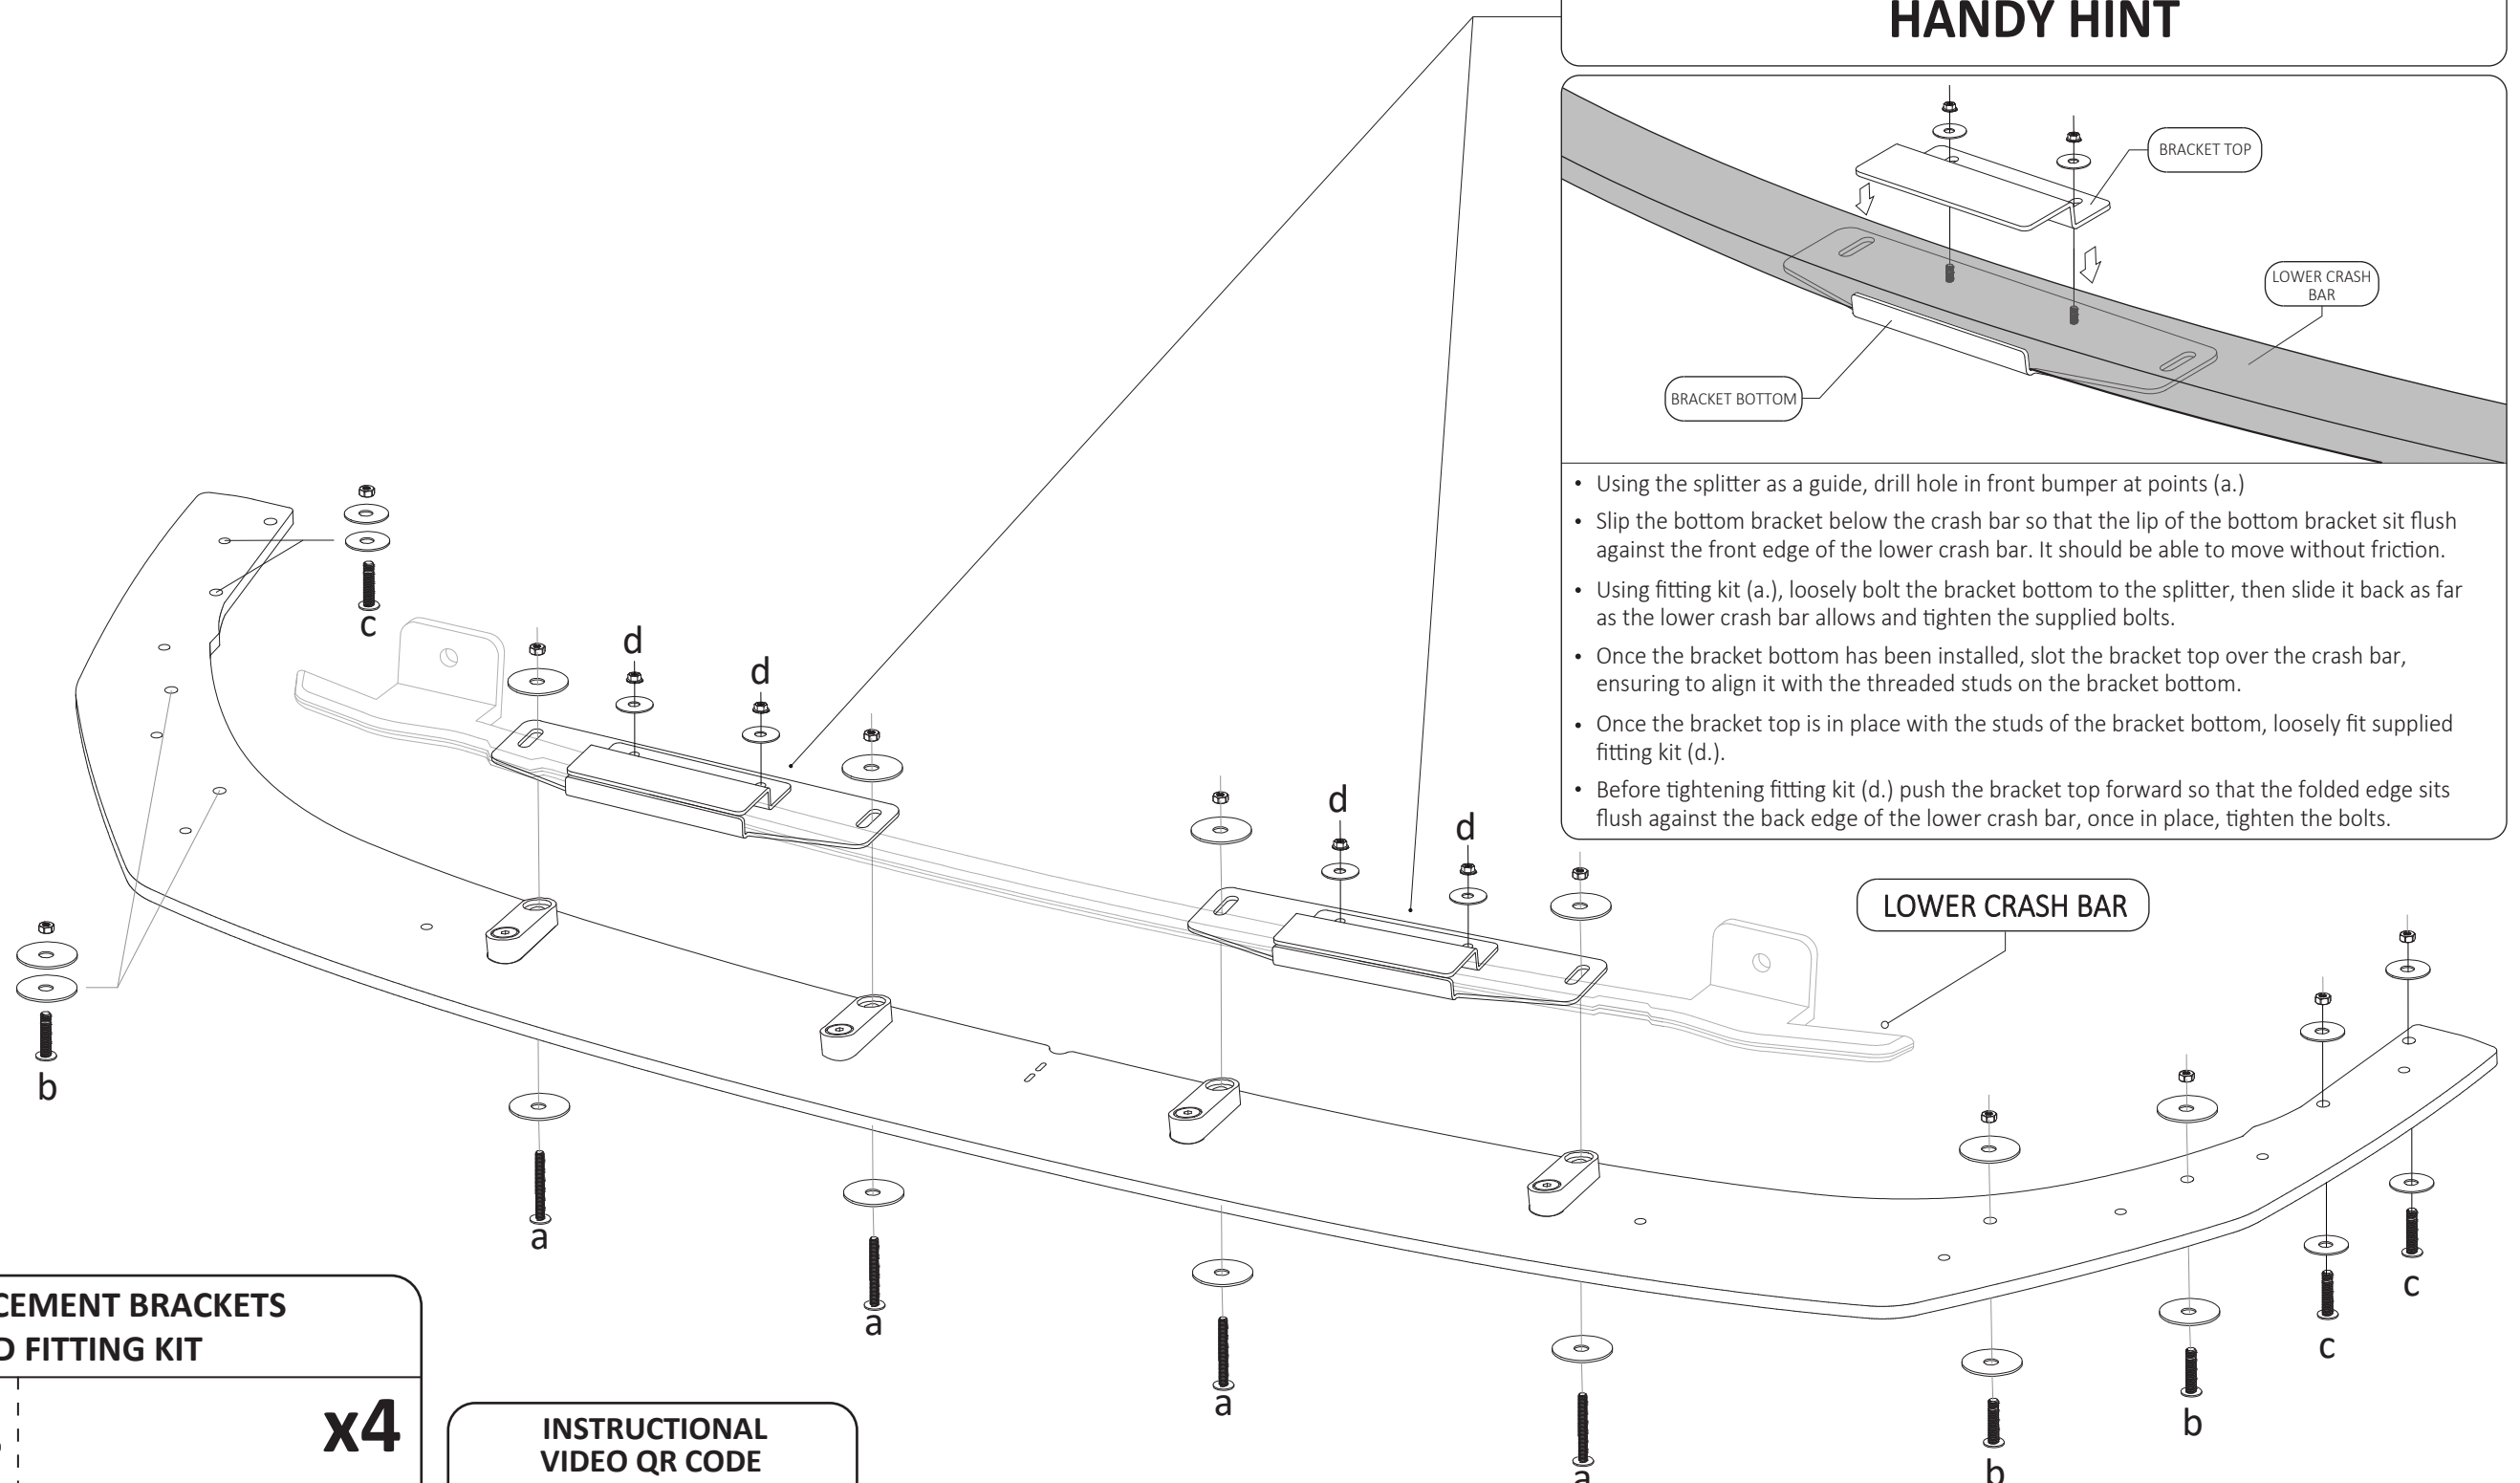 HANDY HINT
BRACKET TOP
LOWER CRASH
BAR
BRACKET BOTTOM
• Using the splitter as a guide, drill hole in front bumper at points (a.)
• Slip the bottom bracket below the crash bar so that the lip of the bottom bracket sit flush
against the front edge of the lower crash bar. It should be able to move without friction.
• Using fitting kit (a.), loosely bolt the bracket bottom to the splitter, then slide it back as far
as the lower crash bar allows and tighten the supplied bolts.
• Once the bracket bottom has been installed, slot the bracket top over the crash bar,
ensuring to align it with the threaded studs on the bracket bottom.
• Once the bracket top is in place with the studs of the bracket bottom, loosely fit supplied
fitting kit (d.).
• Before tightening fitting kit (d.) push the bracket top forward so that the folded edge sits
flush against the back edge of the lower crash bar, once in place, tighten the bolts.
c
d
d
d
d
LOWER CRASH BAR
b
a
a
a
a
b
b
c
c
CEMENT BRACKETS
D FITTING KIT
x4
INSTRUCTIONAL
VIDEO QR CODE